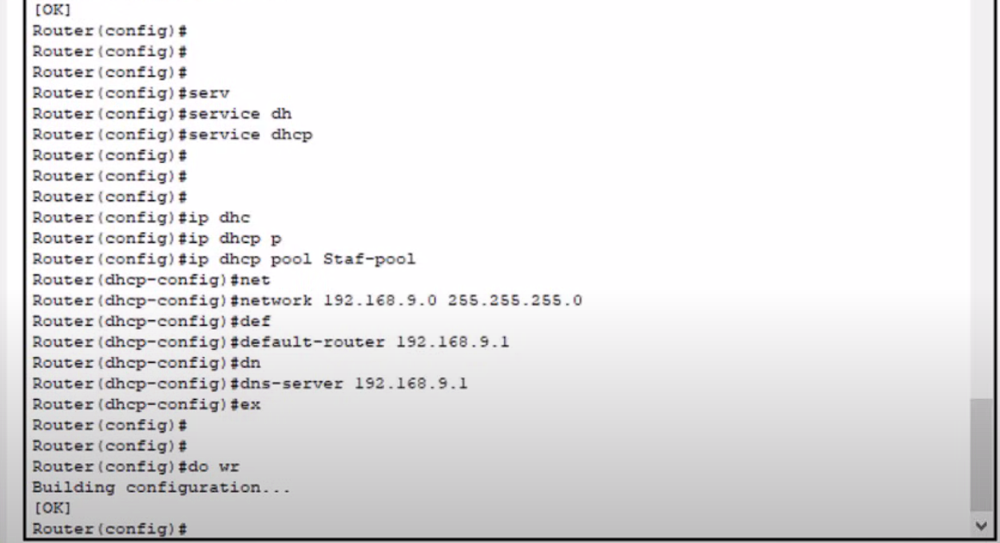 [OK]
Router(config)#
Router(config)#
Router(config)#
Router(config)#serv
Router(config)#service dh
Router(config)#service dhcp
Router(config)#
Router(config)#
Router(config)#
Router(config)#ip dhc
Router(config)#ip dhcp p
Router(config)#ip dhcp pool Staf-pool
Router(dhcp-config)#net
Router(dhcp-config)#network 192.168.9.0 255.255.255.0
Router(dhcp-config)#def
Router(dhcp-config)#default-router 192.168.9.1
Router(dhcp-config)#dn
Router(dhcp-config)#dns-server 192.168.9.1
Router(dhcp-config)#ex
Router(config)#
Router(config)#
Router(config)#do wr
Building configuration...
[OK]
Router(config)#